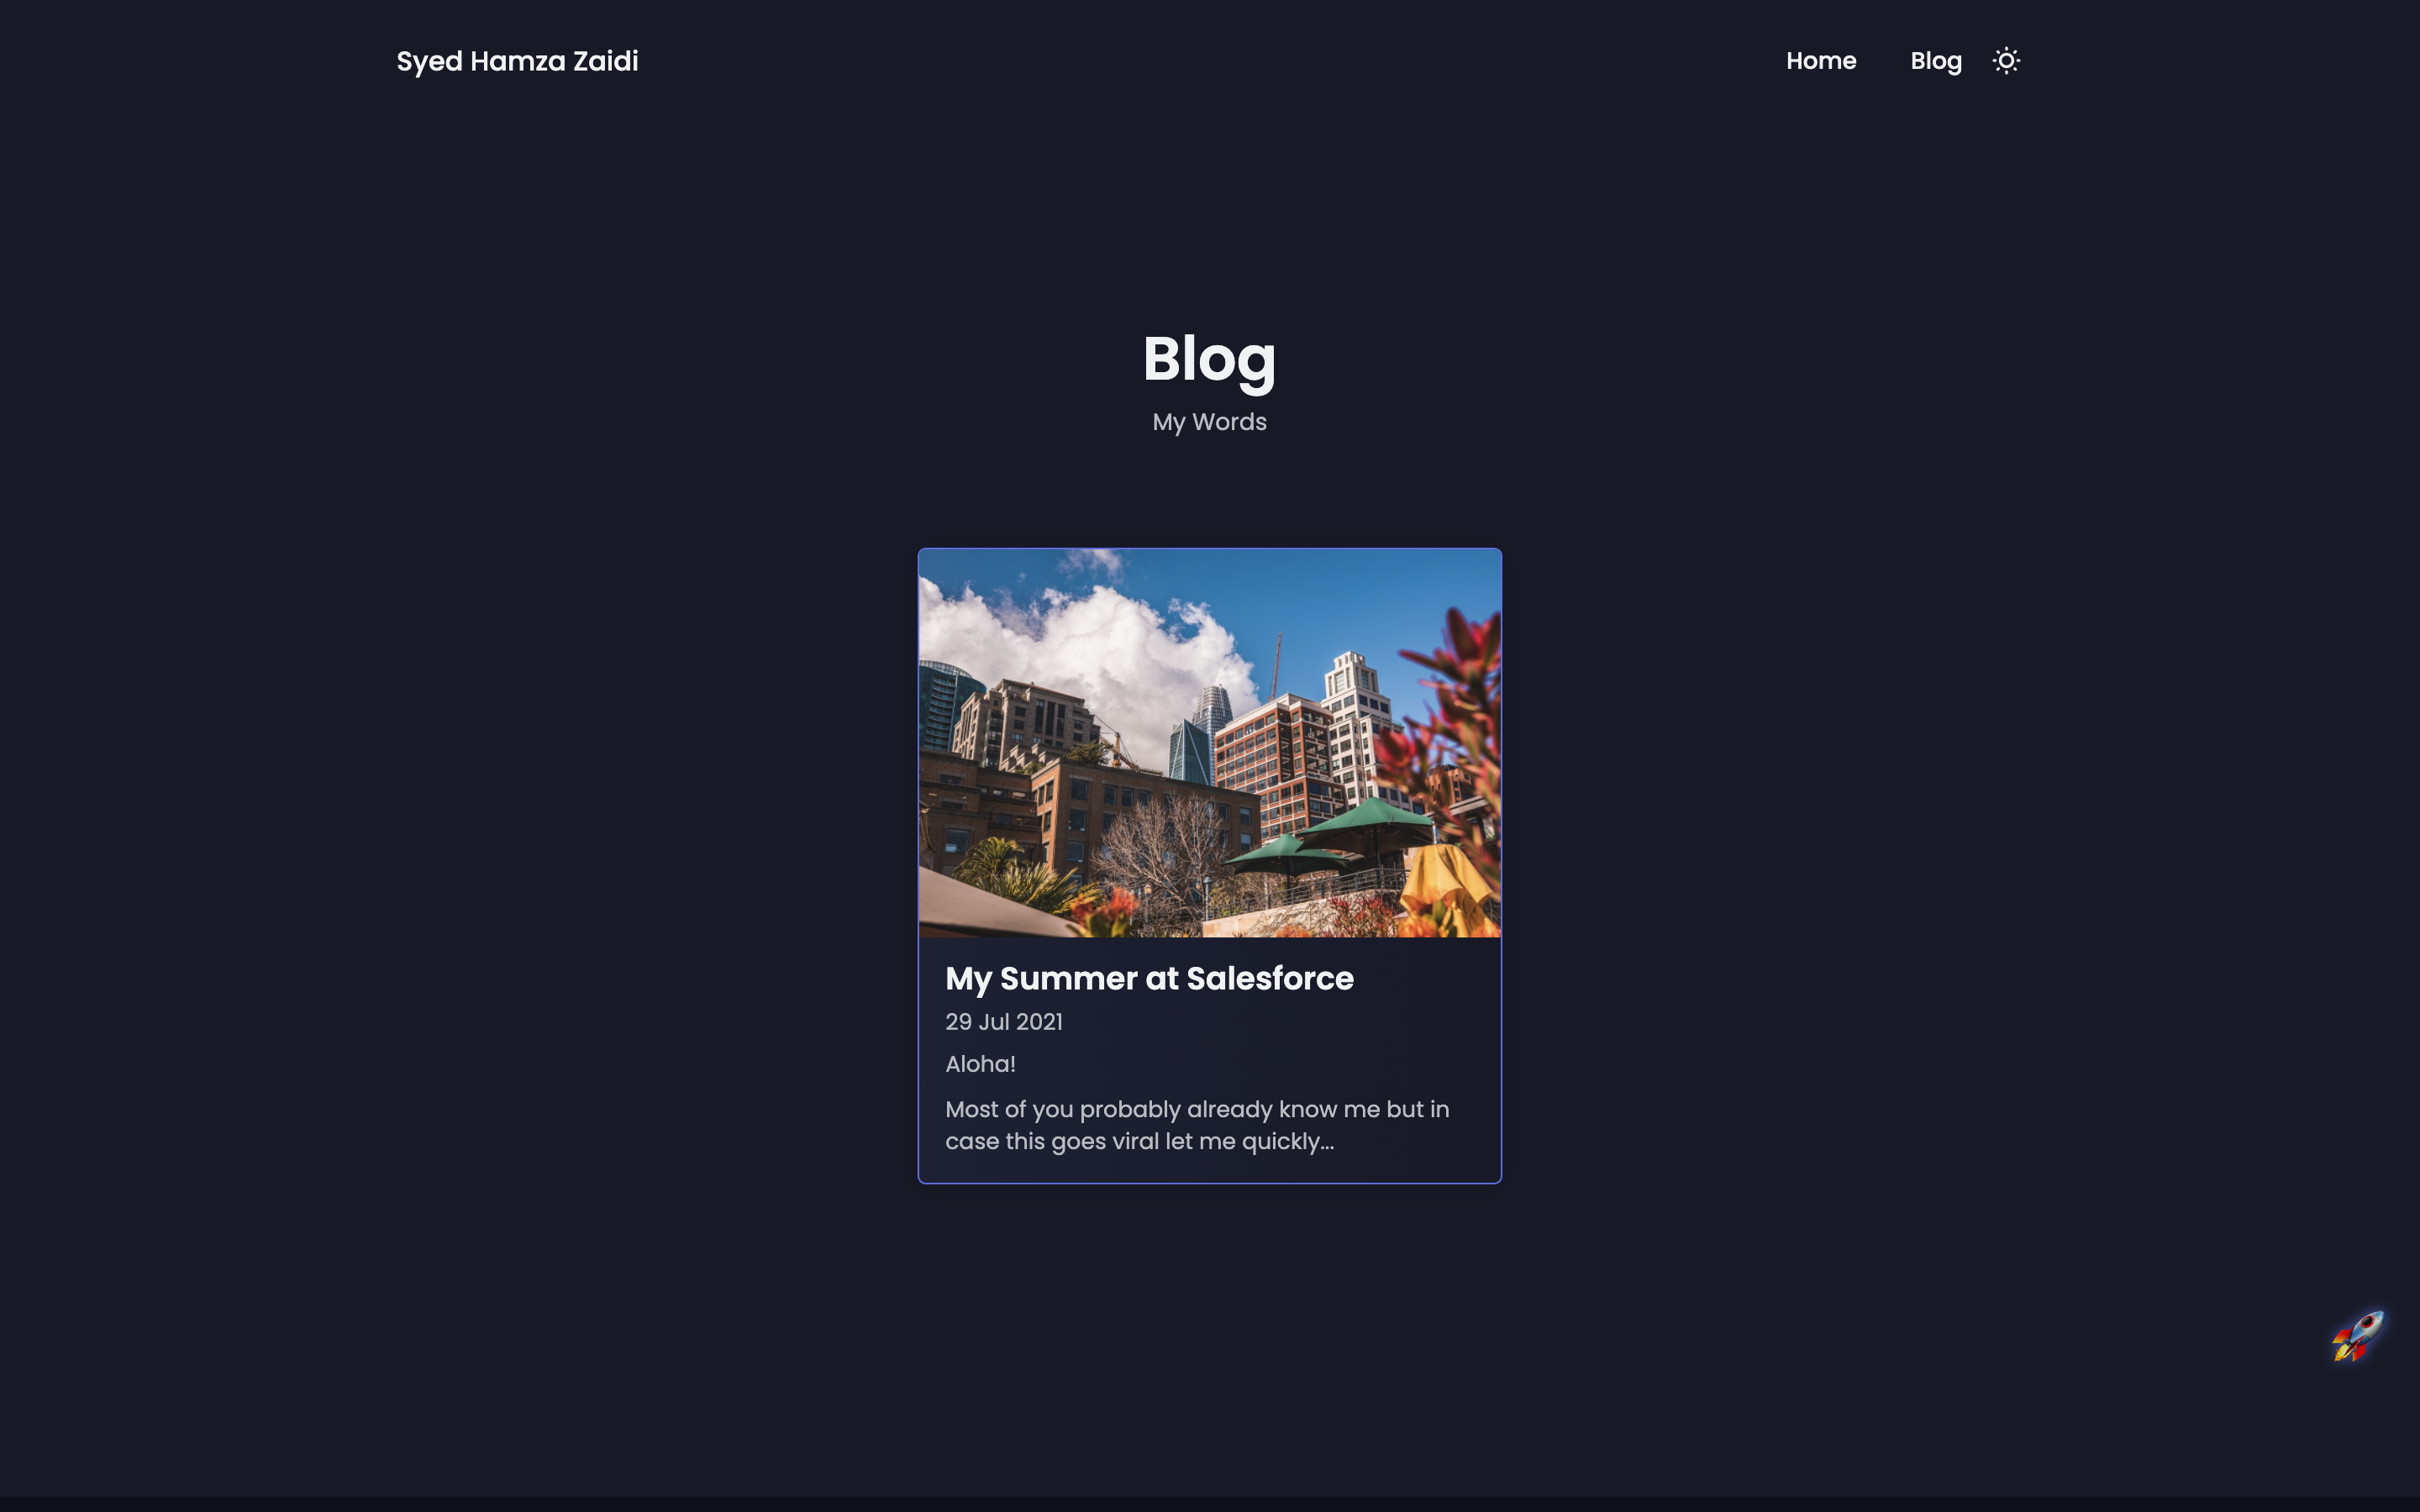 Syed Hamza Zaidi
Home
Blog
Blog
My Words
My Summer at Salesforce
29 Jul 2021
Aloha!
Most of you probably already know me but in
case this goes viral let me quickly...